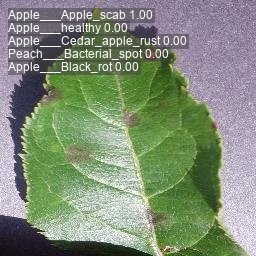 Apple___Apple_scab 1.00
Apple___healthy 0.00
Apple___Cedar_apple_rust 0.00
Peach___Bacterial_spot 0.00
Apple___Black_rot 0.00